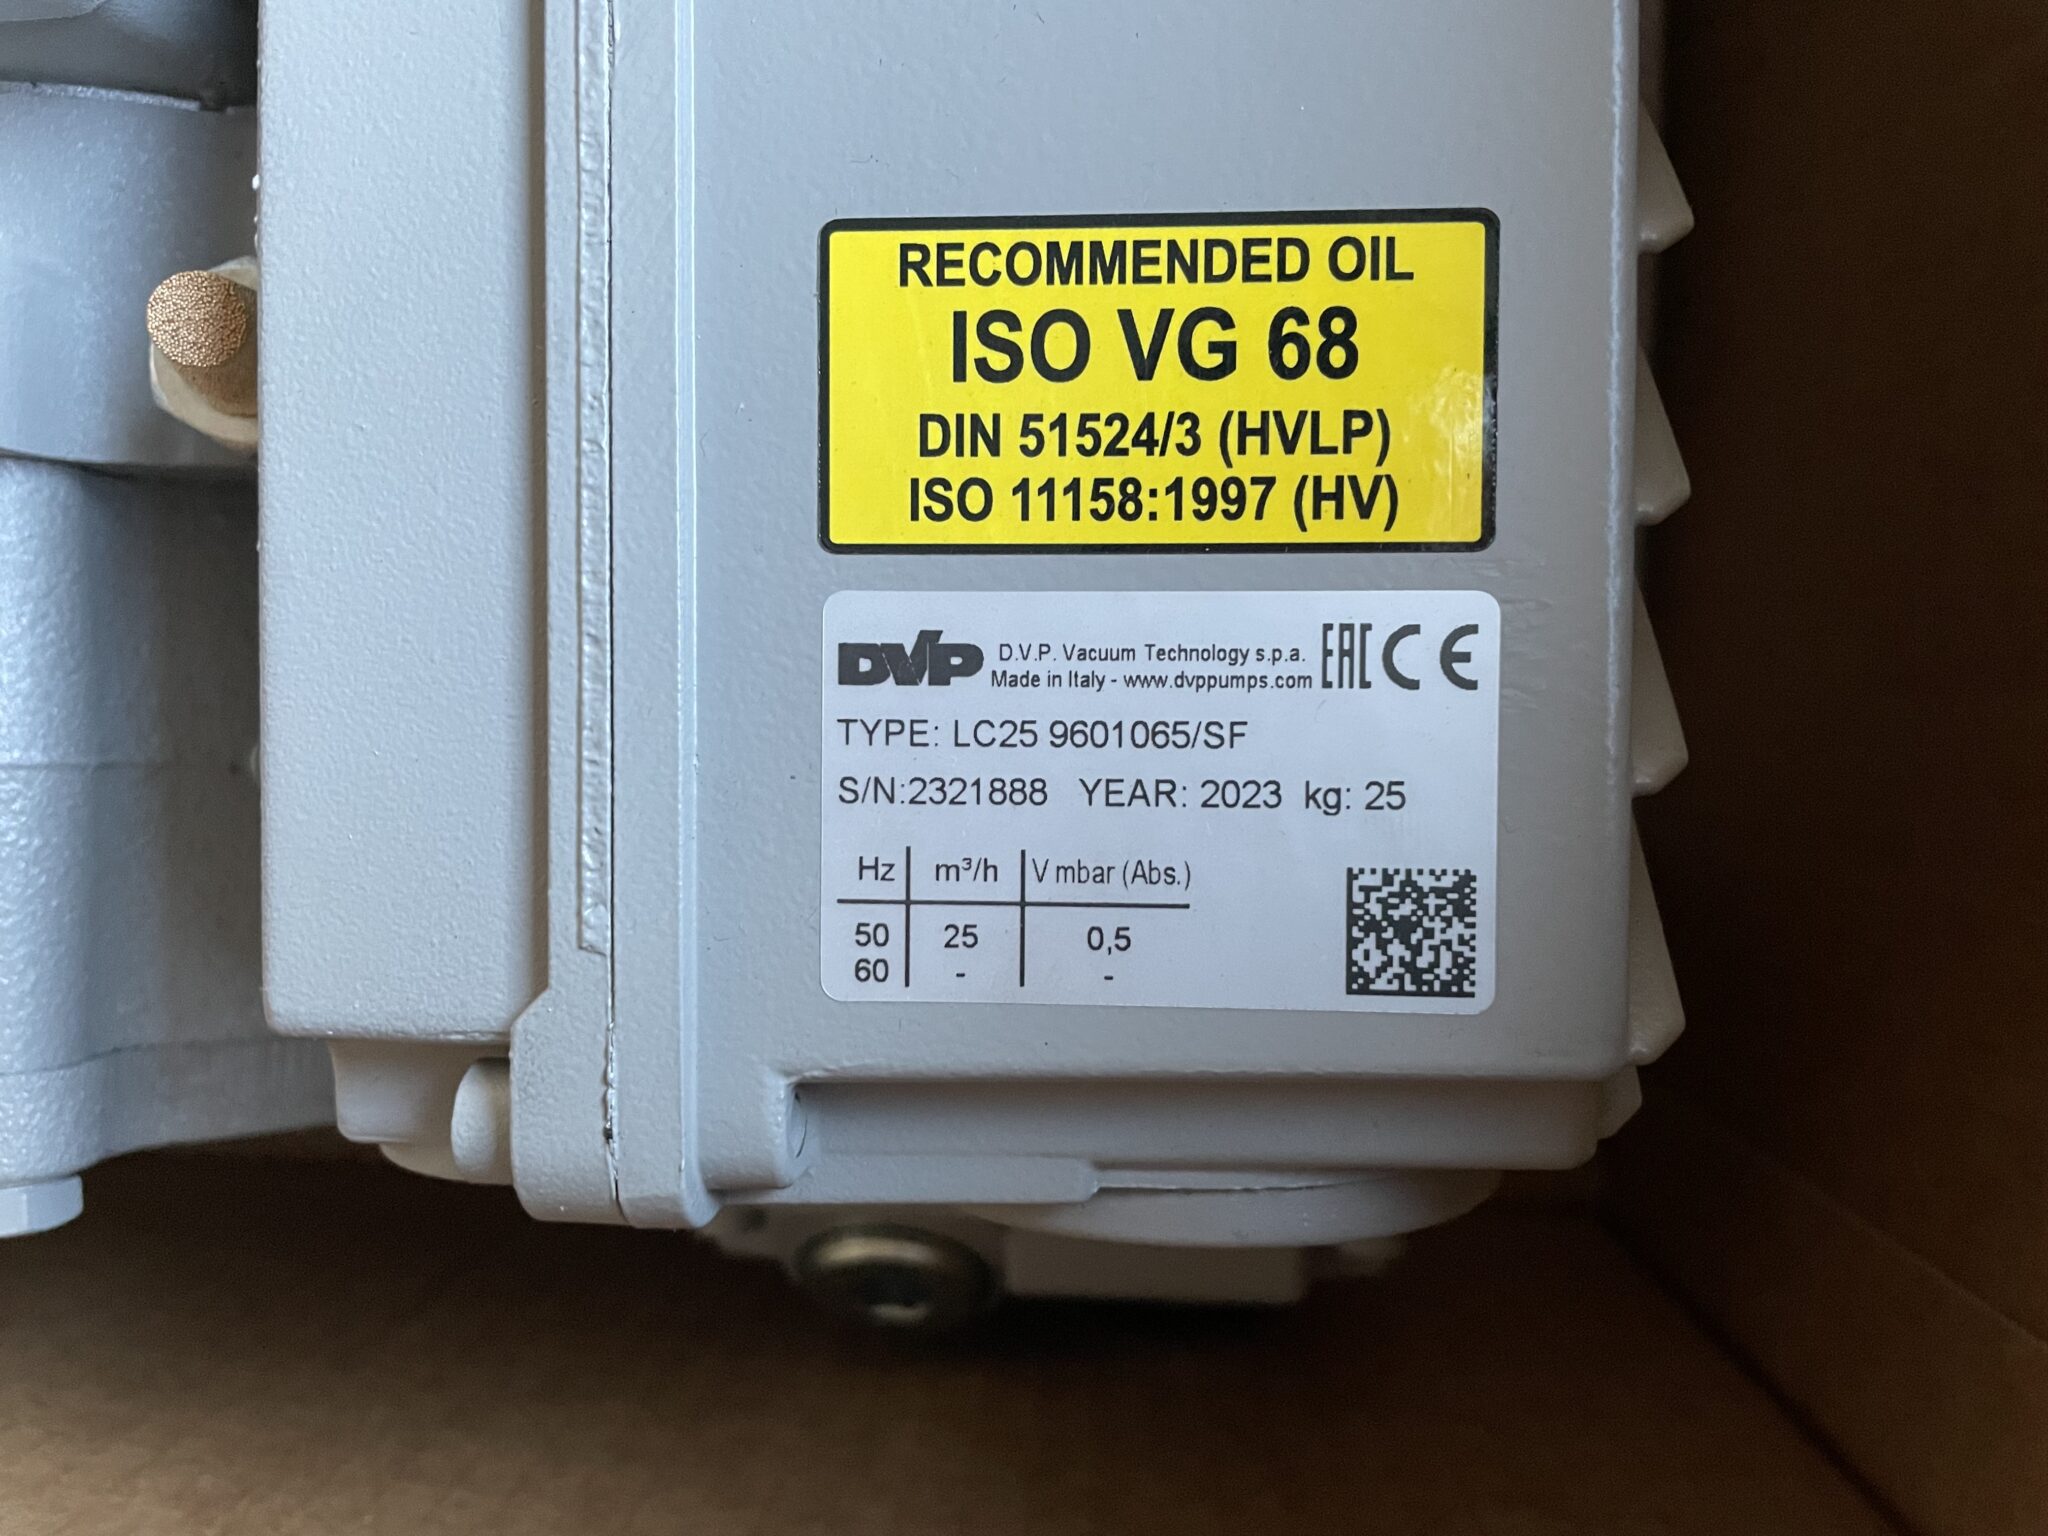 RECOMMENDED OIL
ISO VG 68
DIN 51524/3 (HVLP)
ISO 11158:1997 (HV)
DVP D.V.P. Vacuum Technology s.p.a. EAC CE
Made in Italy - www.dvppumps.com
TYPE: LC25 9601065/SF
S/N:2321888 YEAR: 2023 kg: 25
Hz m³/h V mbar (Abs.)
50 25 0,5
60 - -